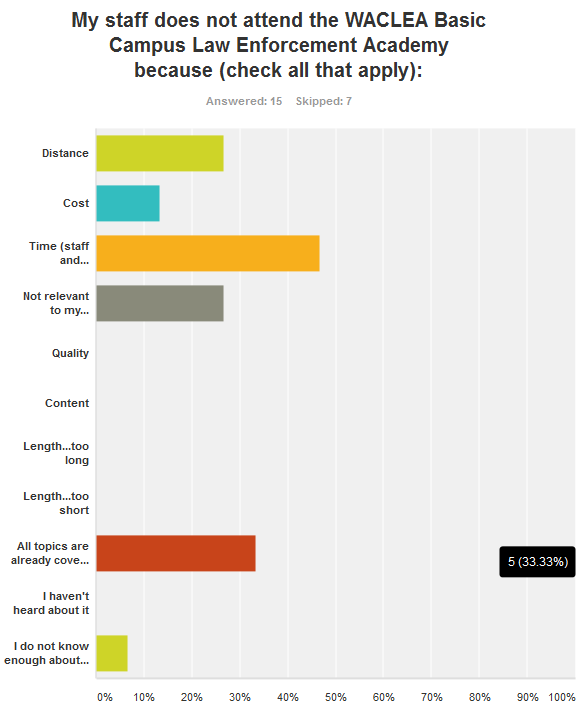 My staff does not attend the WACLEA Basic
Campus Law Enforcement Academy
because (check all that apply):
Answered: 15 Skipped: 7
Distance
Cost
Time (staff
and...
Not relevant
to my...
Quality
Content
Length...too
long
Length...too
short
All topics are
already cove...
5 (33.33%)
I haven't
heard about it
I do not know
enough about...
0% 10% 20% 30% 40% 50% 60% 70% 80% 90% 100%